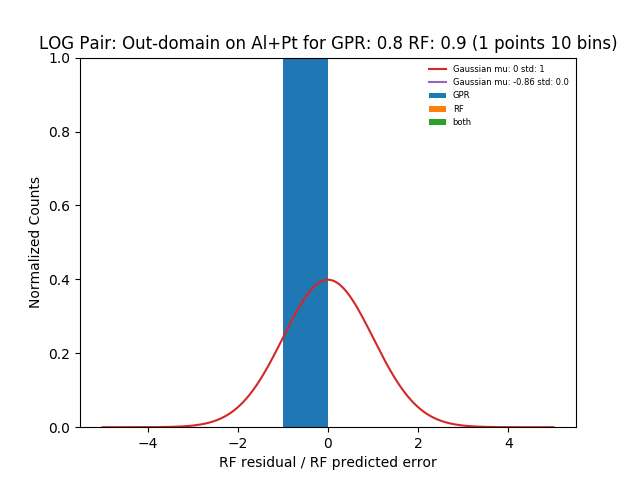 LOG Pair: Out-domain on Al+Pt for GPR: 0.8 RF: 0.9 (1 points 10 bins)
Gaussian mu: 0 std: 1
Gaussian mu: -0.86 std: 0.0
GPR
RF
both
Normalized Counts
1.0
0.8
0.6
0.4
0.2
0.0
−4 −2 0 2 4
RF residual / RF predicted error